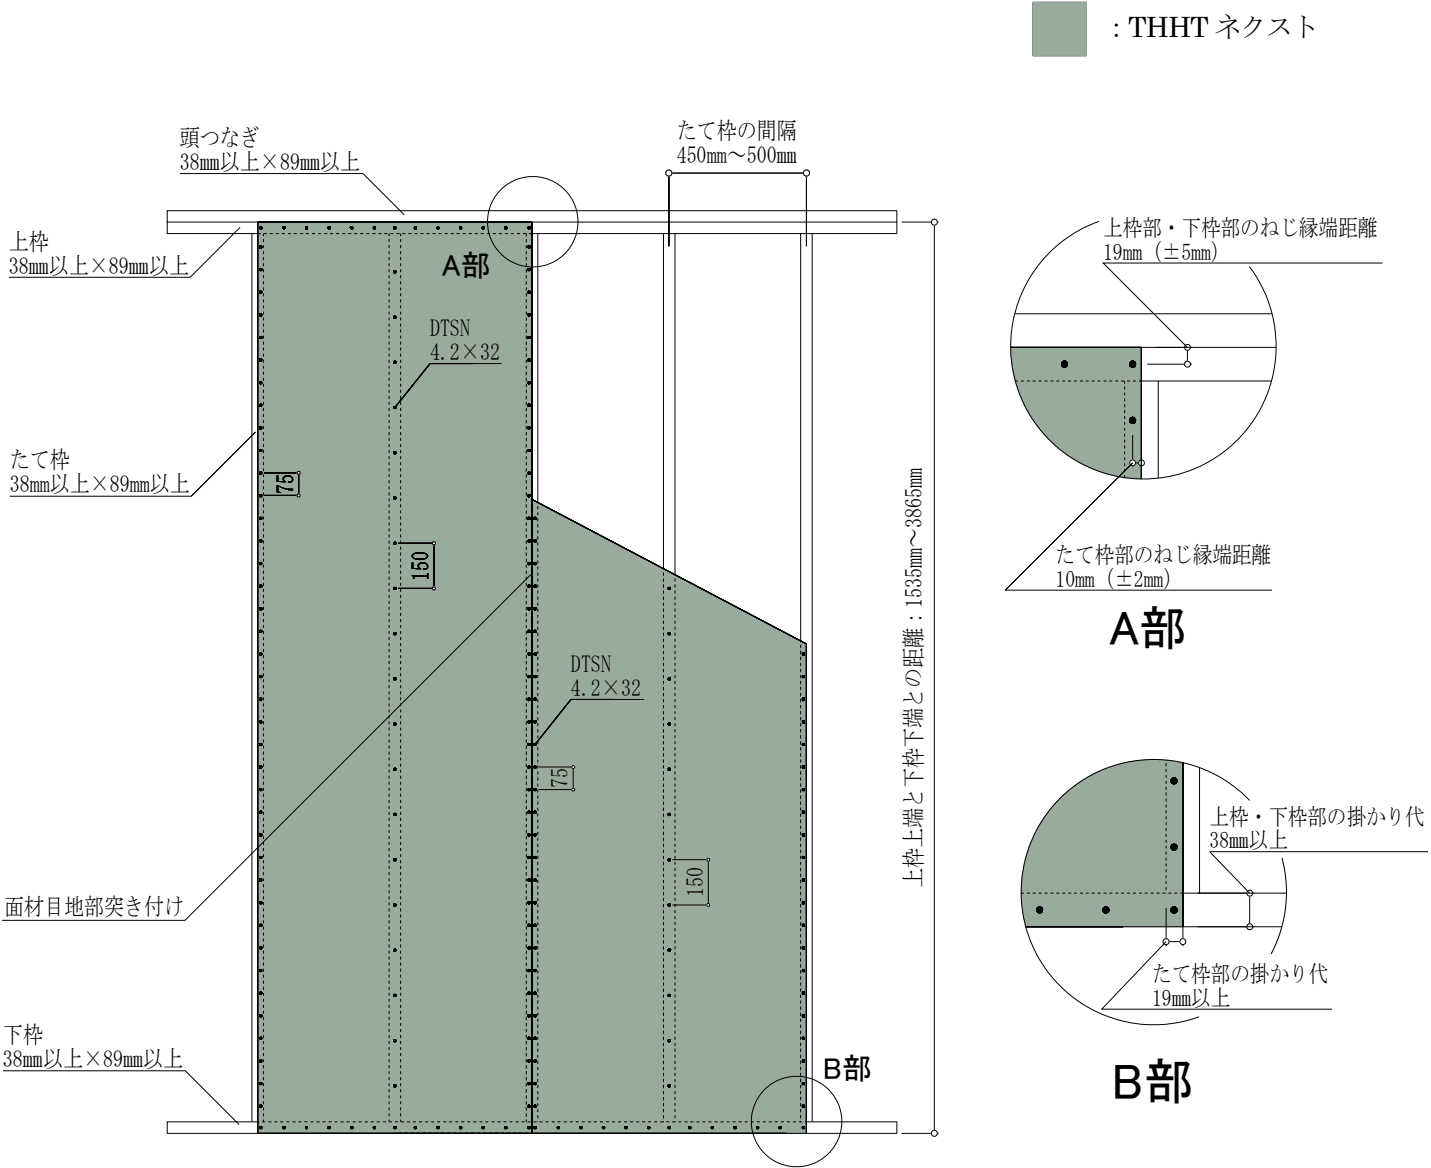 ：THHT ネクスト
頭つなぎ
38mm以上×89mm以上
たて枠の間隔
450mm～500mm
上枠
38mm以上×89mm以上
A部
DTSN
4.2×32
たて枠
38mm以上×89mm以上
75
150
DTSN
4.2×32
75
150
面材目地部突き付け
下枠
38mm以上×89mm以上
B部
上枠上端と下枠下端との距離：1535mm～3865mm
上枠部・下枠部のねじ縁端距離
19mm (±5mm)
たて枠部のねじ縁端距離
10mm (±2mm)
A部
上枠・下枠部の掛かり代
38mm以上
たて枠部の掛かり代
19mm以上
B部